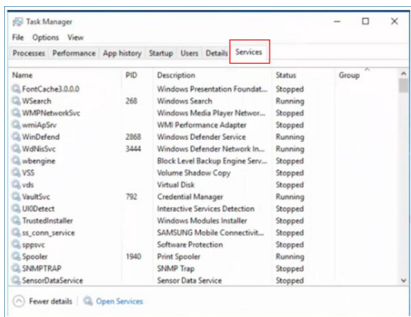 Task Manager
File Options View
Processes Performance App history Startup Users Details Services
Name PID Description Status Group
FontCache3.0.0.0 Windows Presentation Foundat... Stopped
WSearch 268 Windows Search Running
WMPNetworkSvc Windows Media Player Networ... Stopped
wmiApSrv WMI Performance Adapter Stopped
WinDefend 2868 Windows Defender Service Running
WdNisSvc 3444 Windows Defender Network In... Running
wbengine Block Level Backup Engine Serv... Stopped
VSS Volume Shadow Copy Stopped
vds Virtual Disk Stopped
VaultSvc 792 Credential Manager Running
UI0Detect Interactive Services Detection Stopped
TrustedInstaller Windows Modules Installer Stopped
ss_conn_service SAMSUNG Mobile Connectivit... Stopped
sppsvc Software Protection Stopped
Spooler 1940 Print Spooler Running
SNMPTRAP SNMP Trap Stopped
SensorDataService Sensor Data Service Stopped
Fewer details Open Services